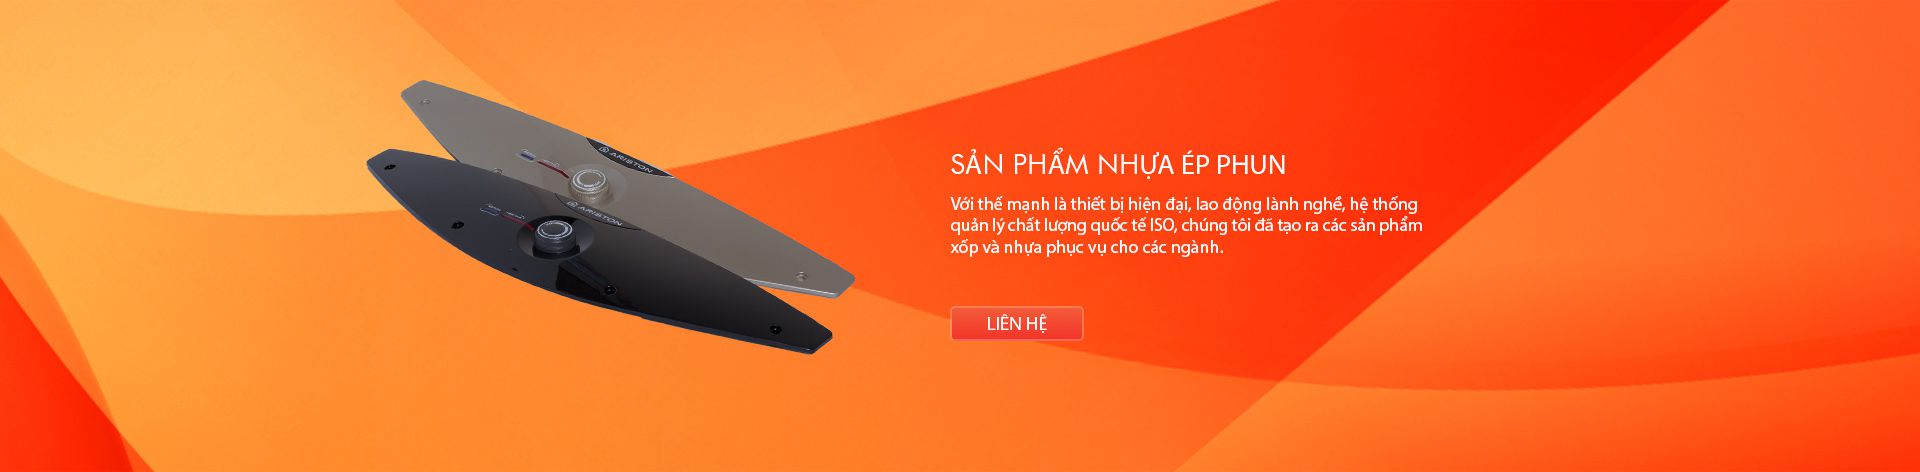 ARISTON
ARISTON
SẢN PHẨM NHỰA ÉP PHUN
Với thế mạnh là thiết bị hiện đại, lao động lành nghề, hệ thống
quản lý chất lượng quốc tế ISO, chúng tôi đã tạo ra các sản phẩm
xốp và nhựa phục vụ cho các ngành.
LIÊN HỆ